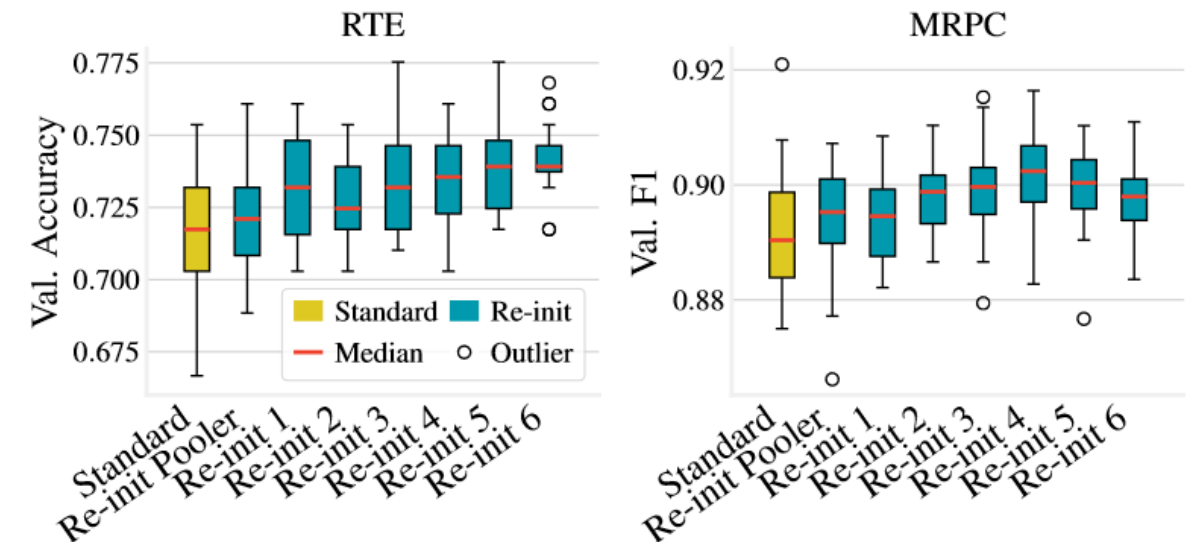 RTE
Val. Accuracy
0.775
0.750
0.725
0.700
0.675
Standard
Re-init
Median
Outlier
Standard
Re-init Pooler
Re-init 1
Re-init 2
Re-init 3
Re-init 4
Re-init 5
Re-init 6
MRPC
Val. F1
0.92
0.90
0.88
Standard
Re-init Pooler
Re-init 1
Re-init 2
Re-init 3
Re-init 4
Re-init 5
Re-init 6